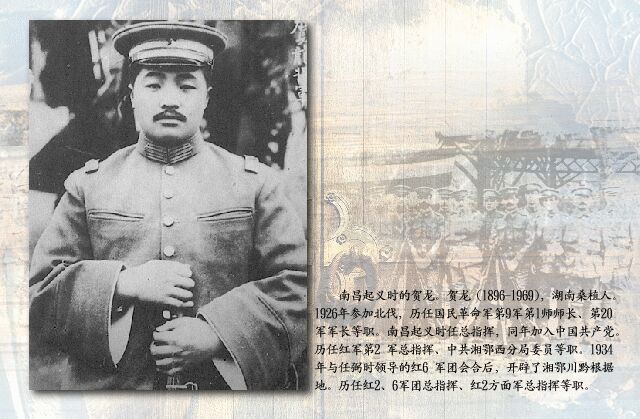 南昌起义时的贺龙。贺龙（1896-1969），湖南桑植人。
1926年参加北伐，历任国民革命军第9军第1师师长、第20
军军长等职。南昌起义时任总指挥，同年加入中国共产党。
历任红军第2 军总指挥、中共湘鄂西分局委员等职。1934
年与任弼时领导的红6 军团会合后，开辟了湘鄂川黔根据
地。历任红2、6军团总指挥、红2方面军总指挥等职。